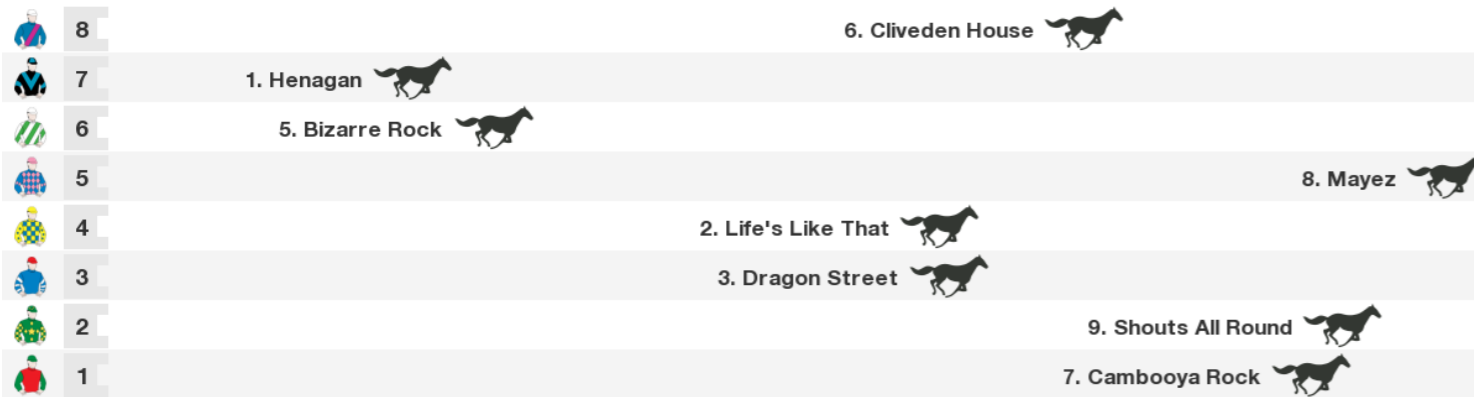 8 6. Cliveden House
7 1. Henagan
6 5. Bizarre Rock
5 8. Mayez
4 2. Life's Like That
3 3. Dragon Street
2 9. Shouts All Round
1 7. Cambooya Rock